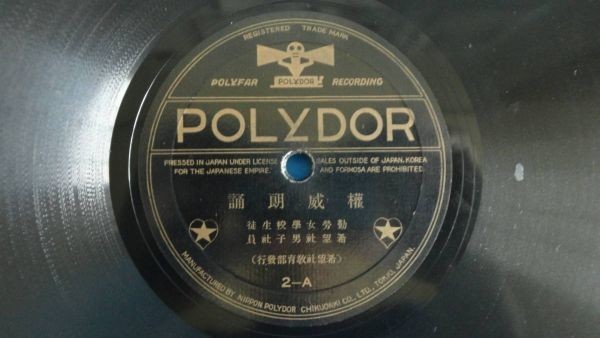 REGISTERED TRADE MARK
POLYFAR POLYDOR RECORDING
POLYDOR
PRESSED IN JAPAN UNDER LICENSE SALES OUTSIDE OF JAPAN, KOREA
FOR THE JAPANESE EMPIRE. AND FORMOSA ARE PROHIBITED.
誦朗威權
徒生校學女勞勤
員社子男社望希
（行發部育敎社望希）
2-A
MANUFACTURED BY NIPPON POLYDOR CHIKUONKI CO., LTD., TOKYO, JAPAN